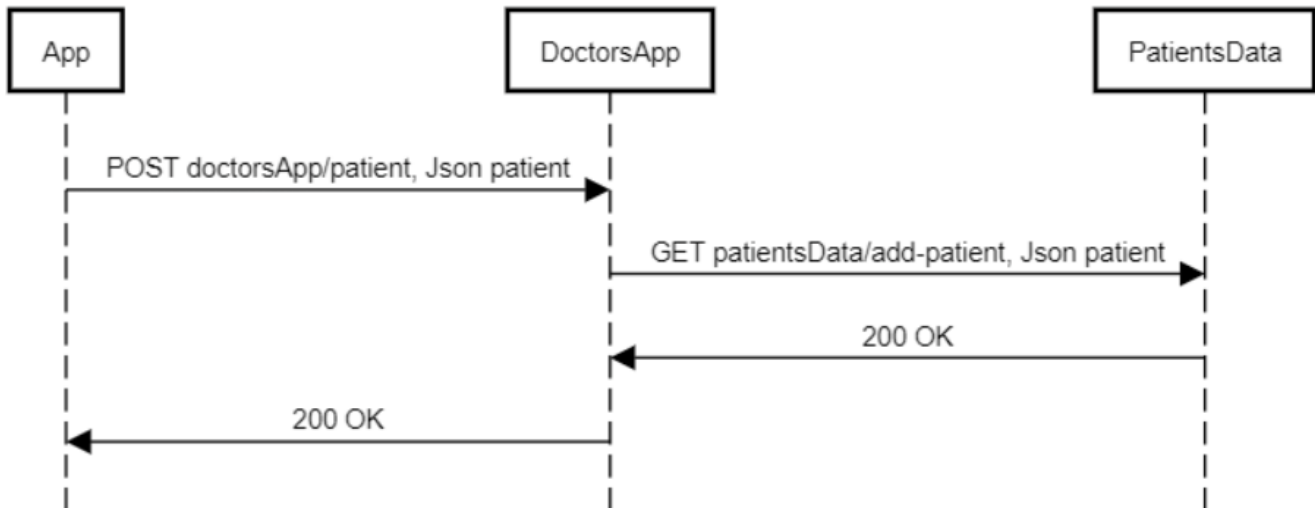 App
DoctorsApp
PatientsData
POST doctorsApp/patient, Json patient
GET patientsData/add-patient, Json patient
200 OK
200 OK